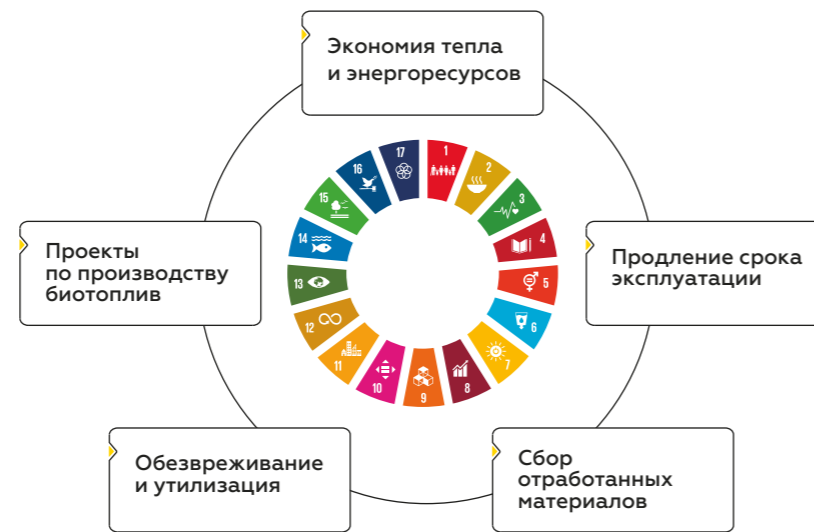 Экономия тепла
и энергоресурсов
Проекты
по производству
биотоплив
Продление срока
эксплуатации
Обезвреживание
и утилизация
Сбор
отработанных
материалов
1
2
3
4
5
6
7
8
9
10
11
12
13
14
15
16
17